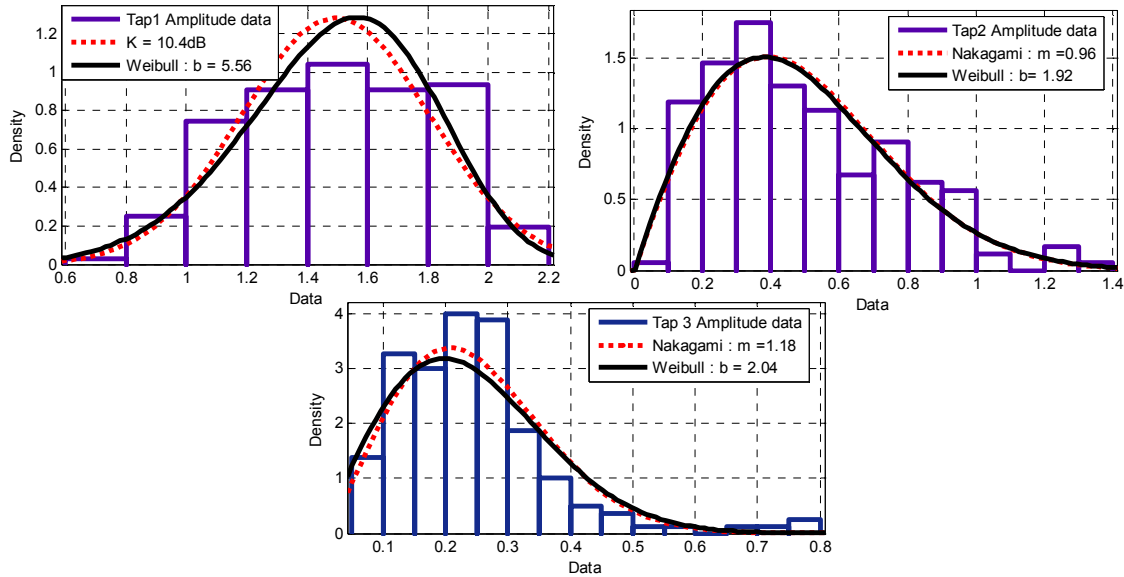 Tap1 Amplitude data
K = 10.4dB
Weibull : b = 5.56
Density
1.2
1
0.8
0.6
0.4
0.2
0
0.6 0.8 1 1.2 1.4 1.6 1.8 2 2.2
Data
Tap2 Amplitude data
Nakagami : m =0.96
Weibull : b= 1.92
Density
1.5
1
0.5
0
0 0.2 0.4 0.6 0.8 1 1.2 1.4
Data
Tap 3 Amplitude data
Nakagami : m =1.18
Weibull : b = 2.04
Density
4
3
2
1
0
0.1 0.2 0.3 0.4 0.5 0.6 0.7 0.8
Data